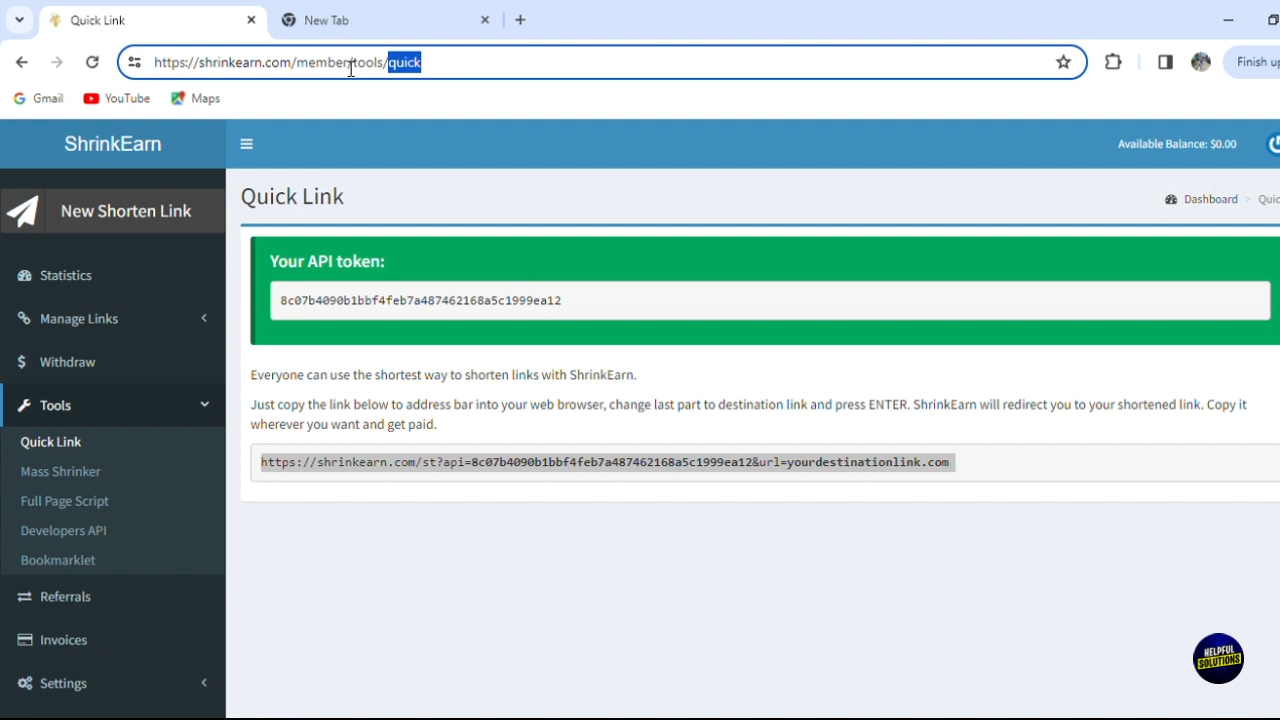 Quick Link
New Tab
https://shrinkearn.com/member/tools/quick
Finish up
Gmail
YouTube
Maps
ShrinkEarn
Available Balance: $0.00
New Shorten Link
Quick Link
Dashboard > Quic
Your API token:
8c07b4090b1bbf4feb7a487462168a5c1999ea12
Statistics
Manage Links
Withdraw
Tools
Quick Link
Mass Shrinker
Full Page Script
Developers API
Bookmarklet
Referrals
Invoices
Settings
Everyone can use the shortest way to shorten links with ShrinkEarn.
Just copy the link below to address bar into your web browser, change last part to destination link and press ENTER. ShrinkEarn will redirect you to your shortened link. Copy it
wherever you want and get paid.
https://shrinkearn.com/st?api=8c07b4090b1bbf4feb7a487462168a5c1999ea12&url=yourdestinationlink.com
HELPFUL
SOLUTIONS